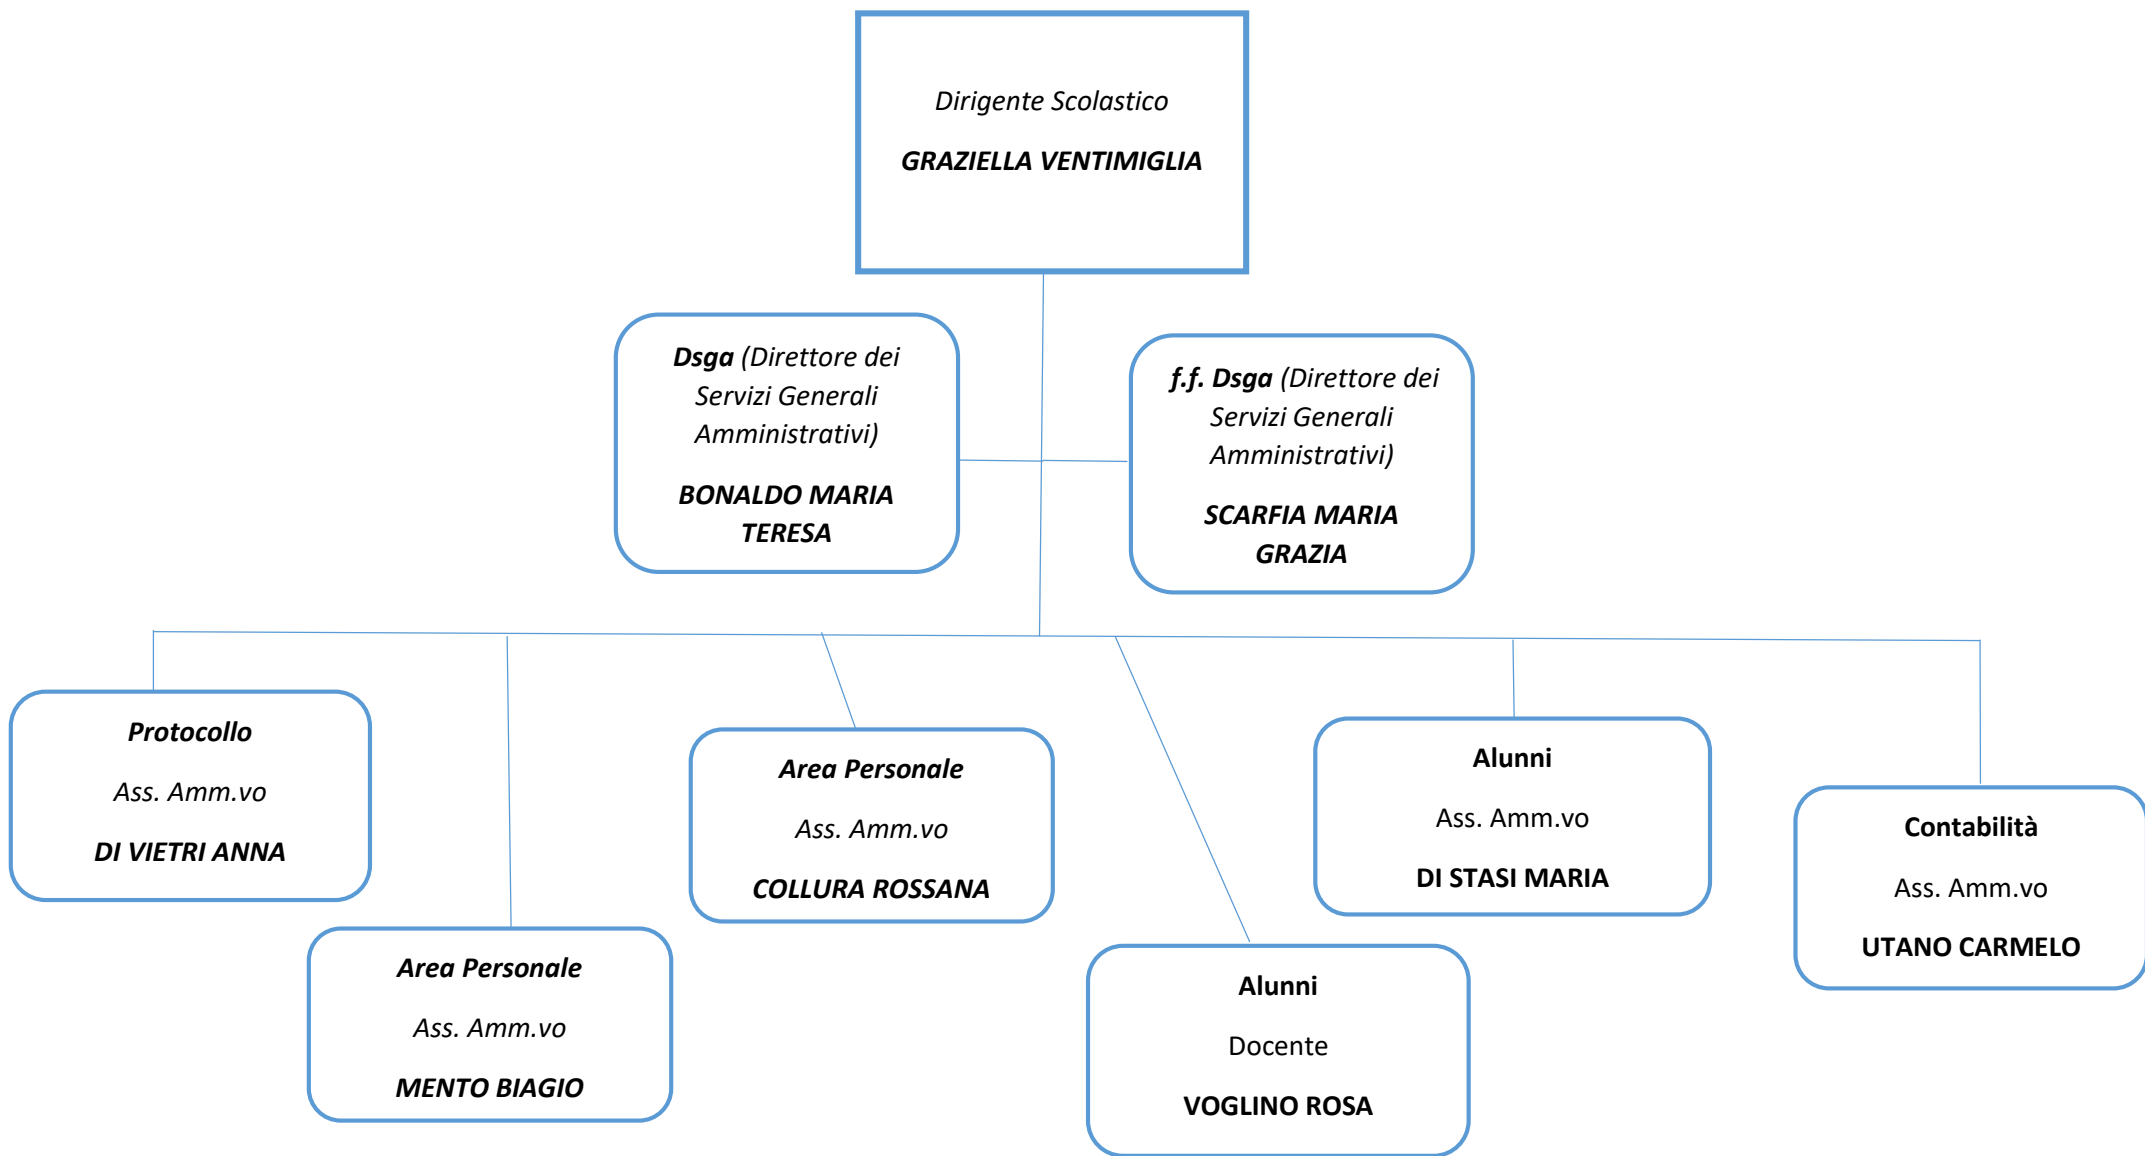 Dirigente Scolastico
GRAZIELLA VENTIMIGLIA
Dsga (Direttore dei
Servizi Generali
Amministrativi)
BONALDO MARIA
TERESA
f.f. Dsga (Direttore dei
Servizi Generali
Amministrativi)
SCARFIA MARIA
GRAZIA
Protocollo
Ass. Amm.vo
DI VIETRI ANNA
Area Personale
Ass. Amm.vo
MENTO BIAGIO
Area Personale
Ass. Amm.vo
COLLURA ROSSANA
Alunni
Docente
VOGLINO ROSA
Alunni
Ass. Amm.vo
DI STASI MARIA
Contabilità
Ass. Amm.vo
UTANO CARMELO